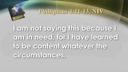 Philippians 4:11-13, NIV
I am not saying this because I
am in need, for I have learned
to be content whatever the
circumstances.